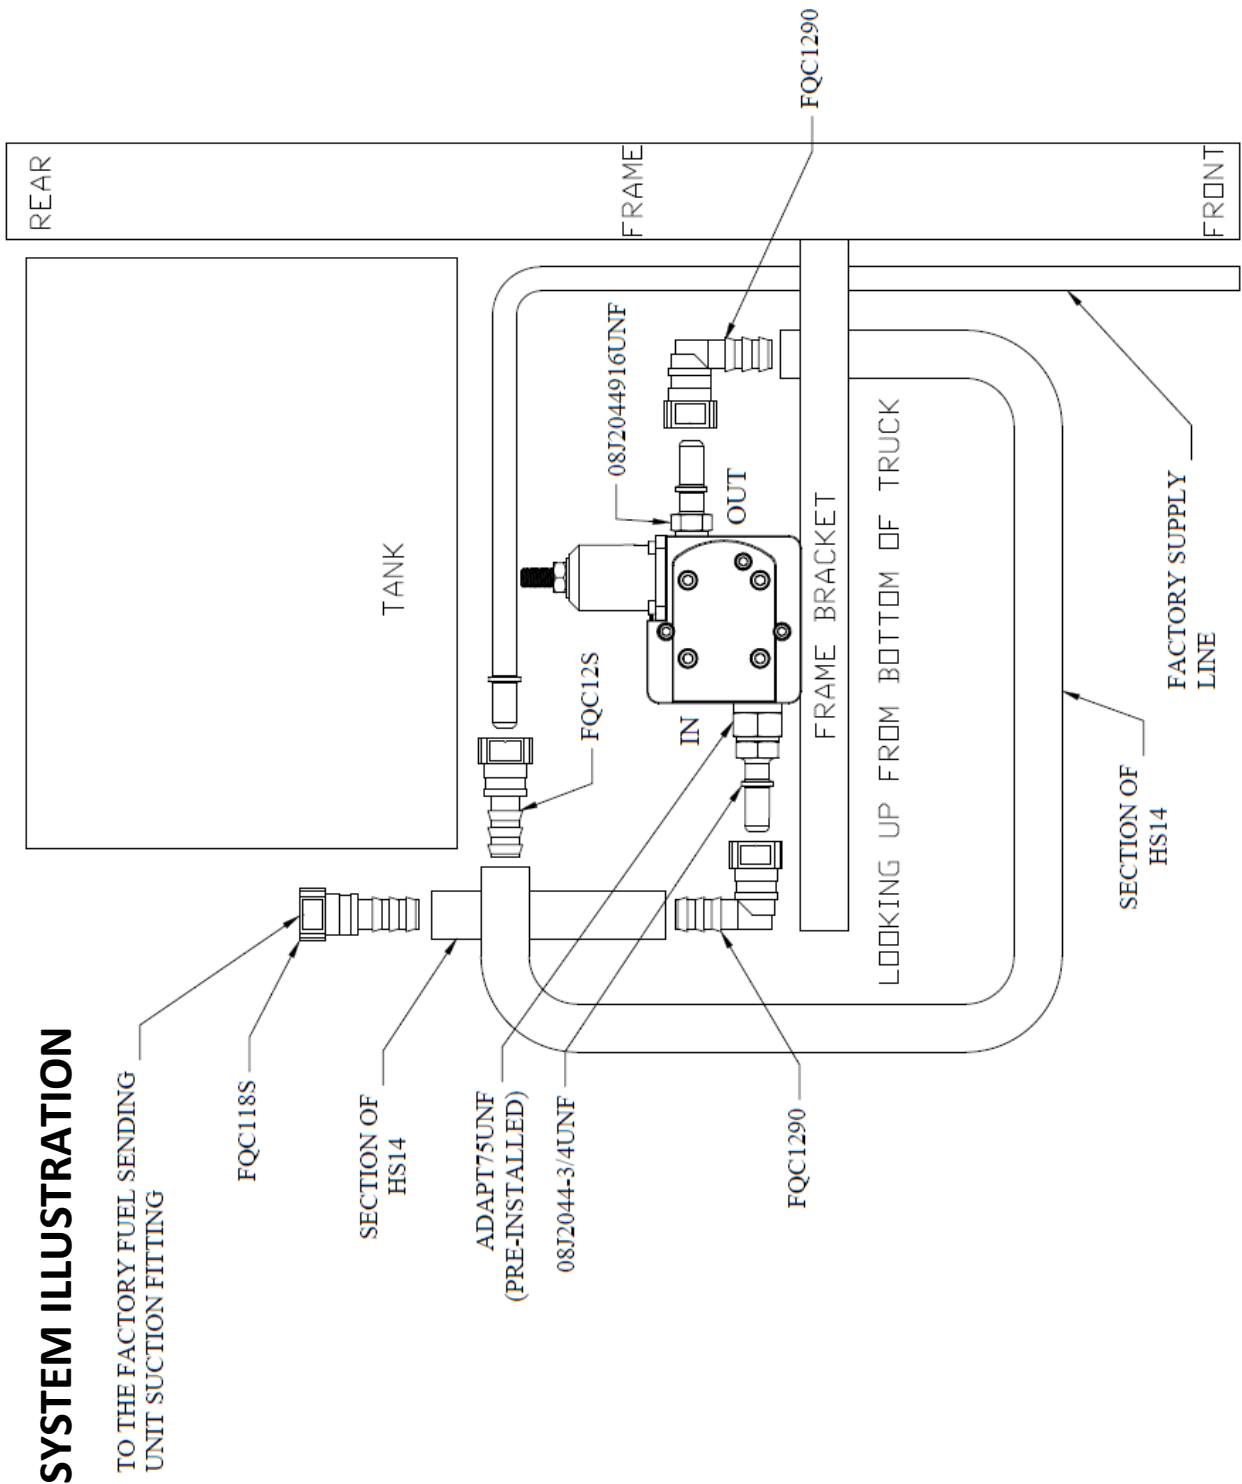 SYSTEM ILLUSTRATION
TO THE FACTORY FUEL SENDING
UNIT SUCTION FITTING
FQC118S
SECTION OF
HS14
ADAPT75UNF
(PRE-INSTALLED)
08J2044-3/4UNF
FQC1290
TANK
FQC12S
IN
OUT
08J2044916UNF
FRAME BRACKET
LOOKING UP FROM BOTTOM OF TRUCK
SECTION OF
HS14
FACTORY SUPPLY
LINE
REAR
FRAME
FRONT
FQC1290